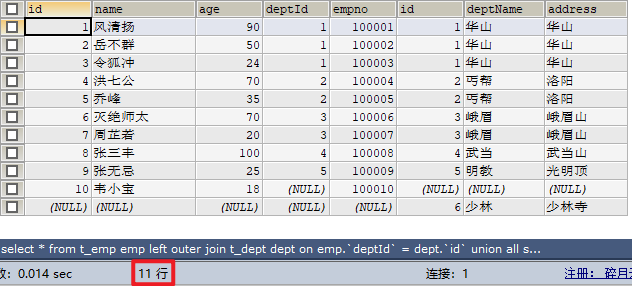 id name age deptId empno id deptName address
1 风清扬 90 1 100001 1 华山 华山
2 岳不群 50 1 100002 1 华山 华山
3 令狐冲 24 1 100003 1 华山 华山
4 洪七公 70 2 100004 2 丐帮 洛阳
5 乔峰 35 2 100005 2 丐帮 洛阳
6 灭绝师太 70 3 100006 3 峨眉 峨眉山
7 周芷若 20 3 100007 3 峨眉 峨眉山
8 张三丰 100 4 100008 4 武当 武当山
9 张无忌 25 5 100009 5 明教 光明顶
10 韦小宝 18 (NULL) 100010 (NULL) (NULL) (NULL)
(NULL) (NULL) (NULL) (NULL) (NULL) 6 少林 少林寺
select * from t_emp emp left outer join t_dept dept on emp.`deptId` = dept.`id` union all s...
: 0.014 sec 11 行 连接: 1 注册: 碎月